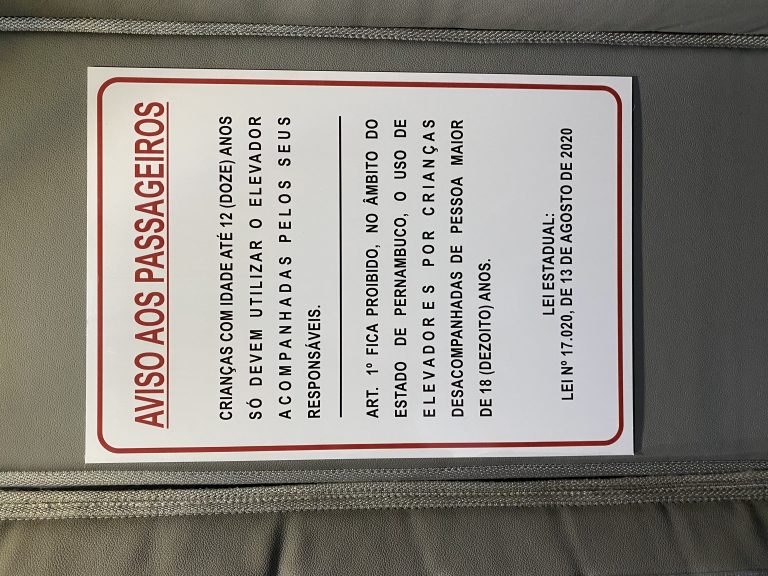 AVISO AOS PASSAGEIROS
CRIANÇAS COM IDADE ATÉ 12 (DOZE) ANOS
SÓ DEVEM UTILIZAR O ELEVADOR
ACOMPANHADAS PELOS SEUS
RESPONSÁVEIS.
ART. 1º FICA PROIBIDO, NO ÂMBITO DO
ESTADO DE PERNAMBUCO, O USO DE
ELEVADORES POR CRIANÇAS
DESACOMPANHADAS DE PESSOA MAIOR
DE 18 (DEZOITO) ANOS.
LEI ESTADUAL:
LEI Nº 17.020, DE 13 DE AGOSTO DE 2020